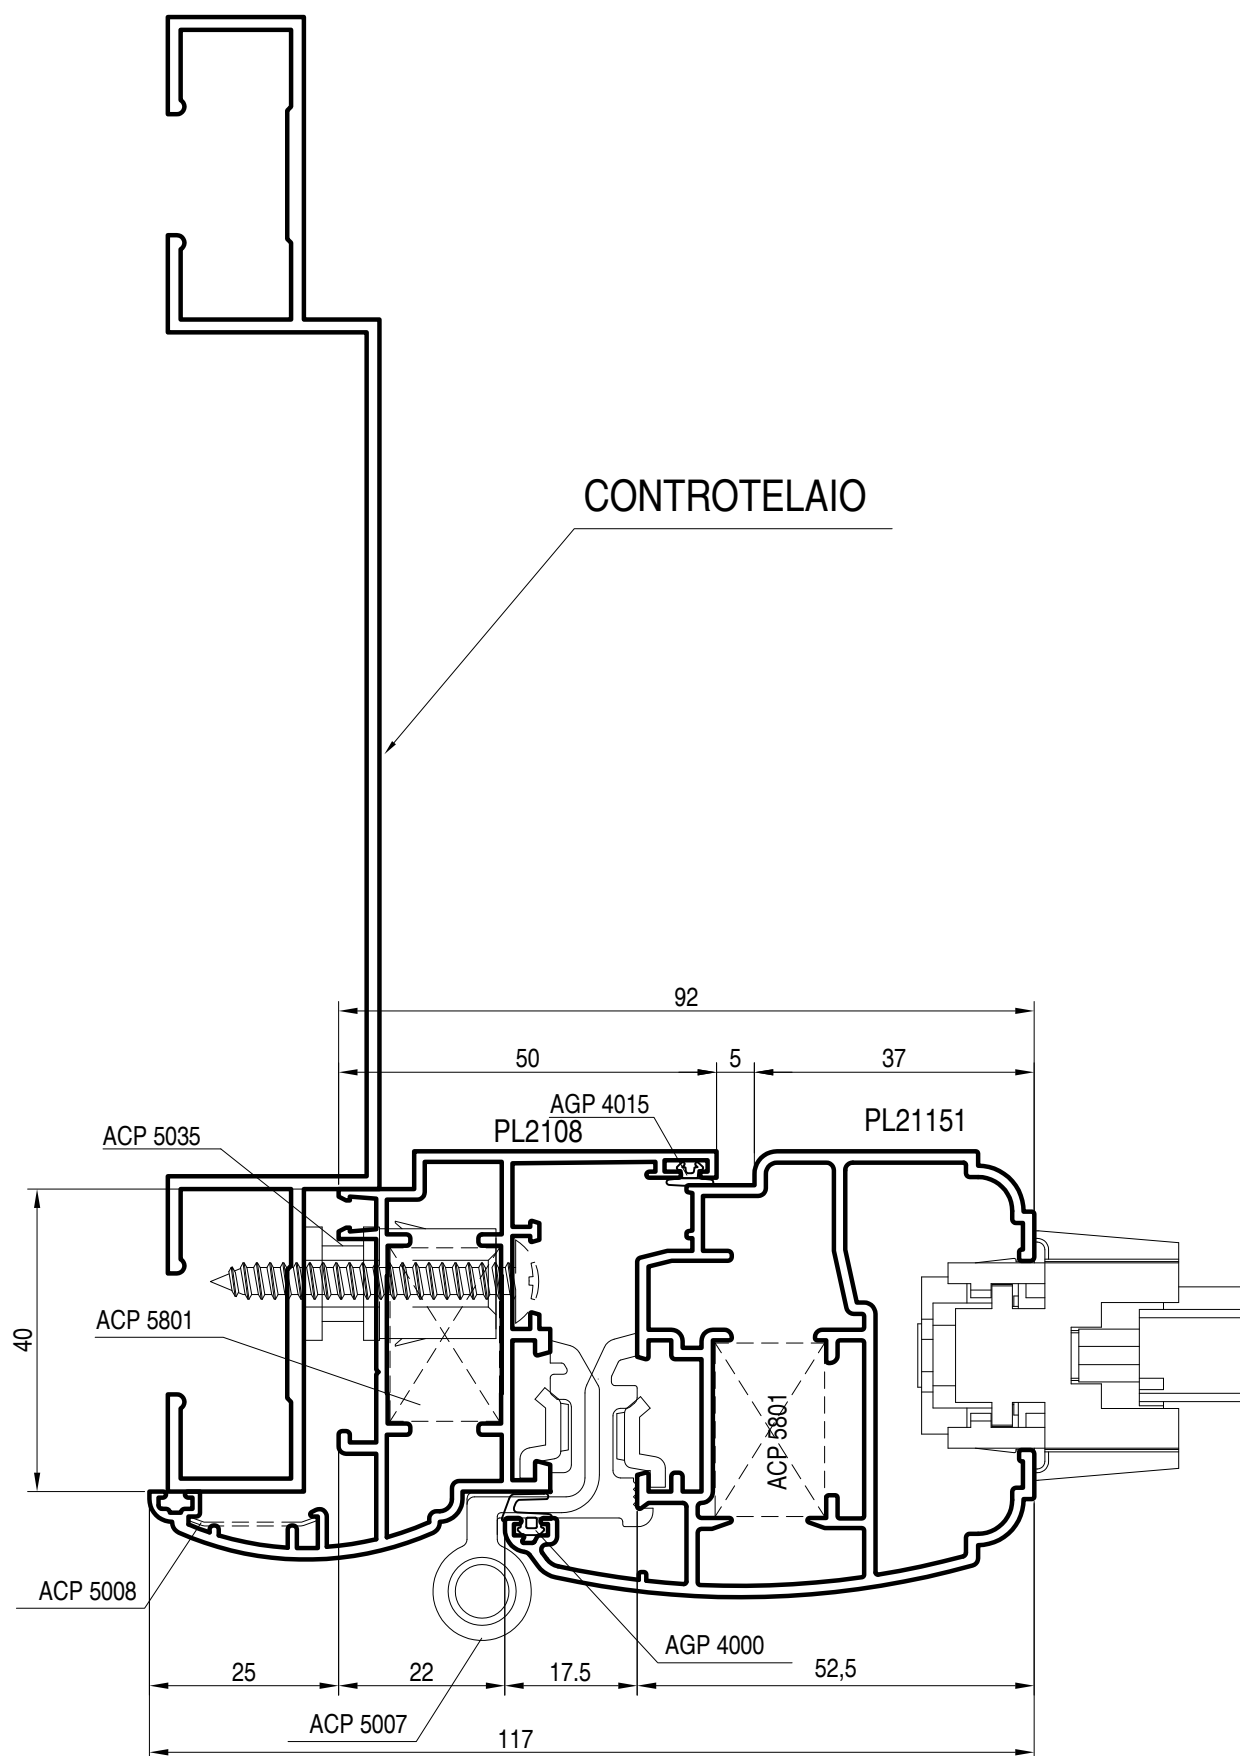 CONTROTELAIO
92
50
5
37
AGP 4015
PL2108
PL21151
ACP 5035
ACP 5801
40
ACP 5801
ACP 5008
AGP 4000
25
22
17.5
52,5
ACP 5007
117